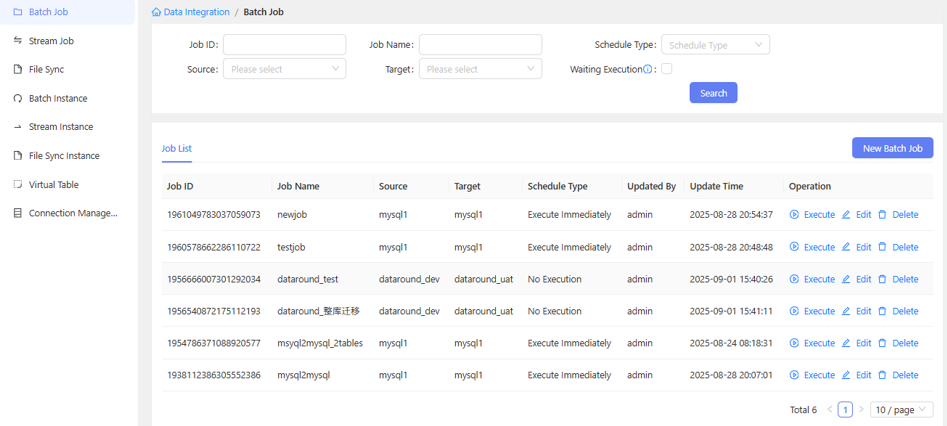 Batch Job
Stream Job
File Sync
Batch Instance
Stream Instance
File Sync Instance
Virtual Table
Connection Manage...
Data Integration / Batch Job
Job ID: Job Name: Schedule Type: Schedule Type
Source: Please select Target: Please select Waiting Execution :
Search
Job List New Batch Job
Job ID Job Name Source Target Schedule Type Updated By Update Time Operation
1961049783037059073 newjob mysql1 mysql1 Execute Immediately admin 2025-08-28 20:54:37 Execute Edit Delete
1960578662286110722 testjob mysql1 mysql1 Execute Immediately admin 2025-08-28 20:48:48 Execute Edit Delete
1956666007301292034 dataround_test dataround_dev dataround_uat No Execution admin 2025-09-01 15:40:26 Execute Edit Delete
1956540872175112193 dataround_整库迁移 dataround_dev dataround_uat No Execution admin 2025-09-01 15:41:11 Execute Edit Delete
1954786371088920577 msyql2mysql_2tables mysql1 mysql1 Execute Immediately admin 2025-08-24 08:18:31 Execute Edit Delete
1938112386305552386 mysql2mysql mysql1 mysql1 Execute Immediately admin 2025-08-28 20:07:01 Execute Edit Delete
Total 6 < 1 > 10 / page